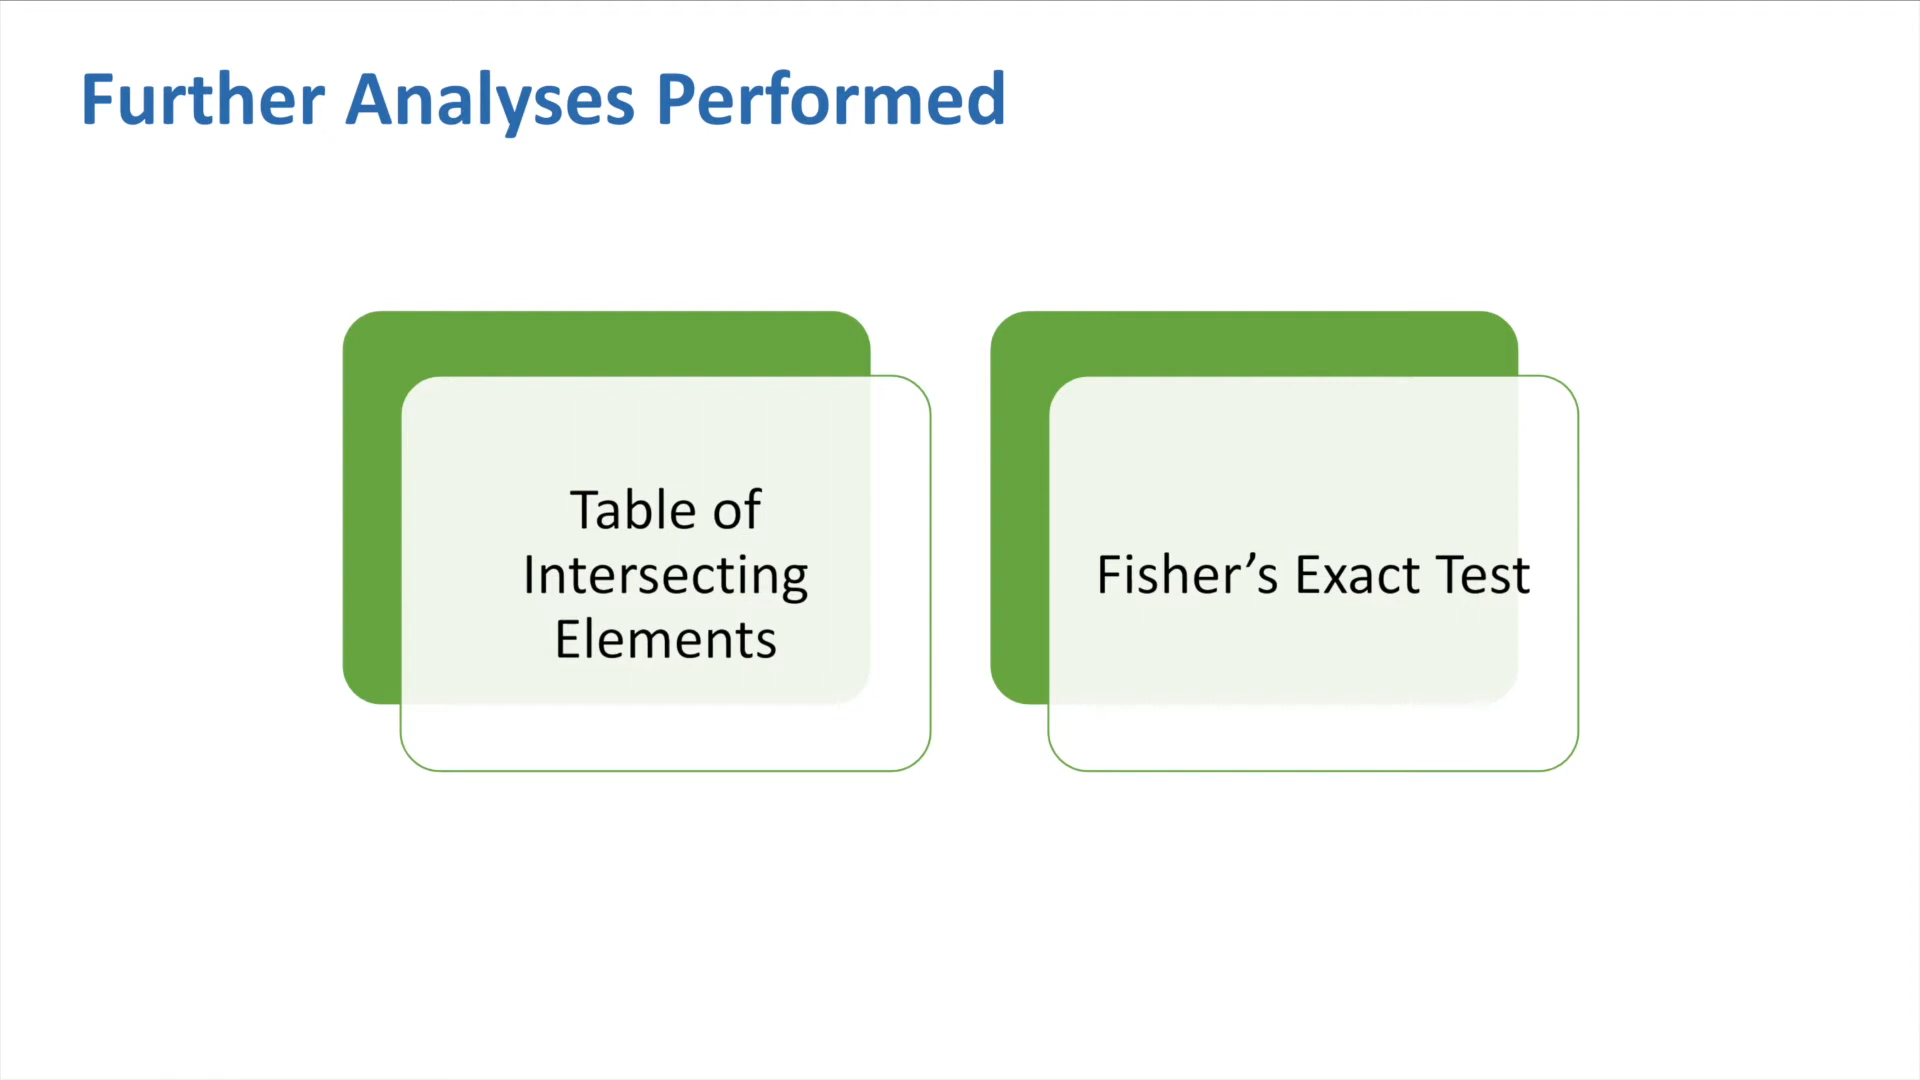 Further Analyses Performed
Table of
Intersecting
Elements
Fisher’s Exact Test